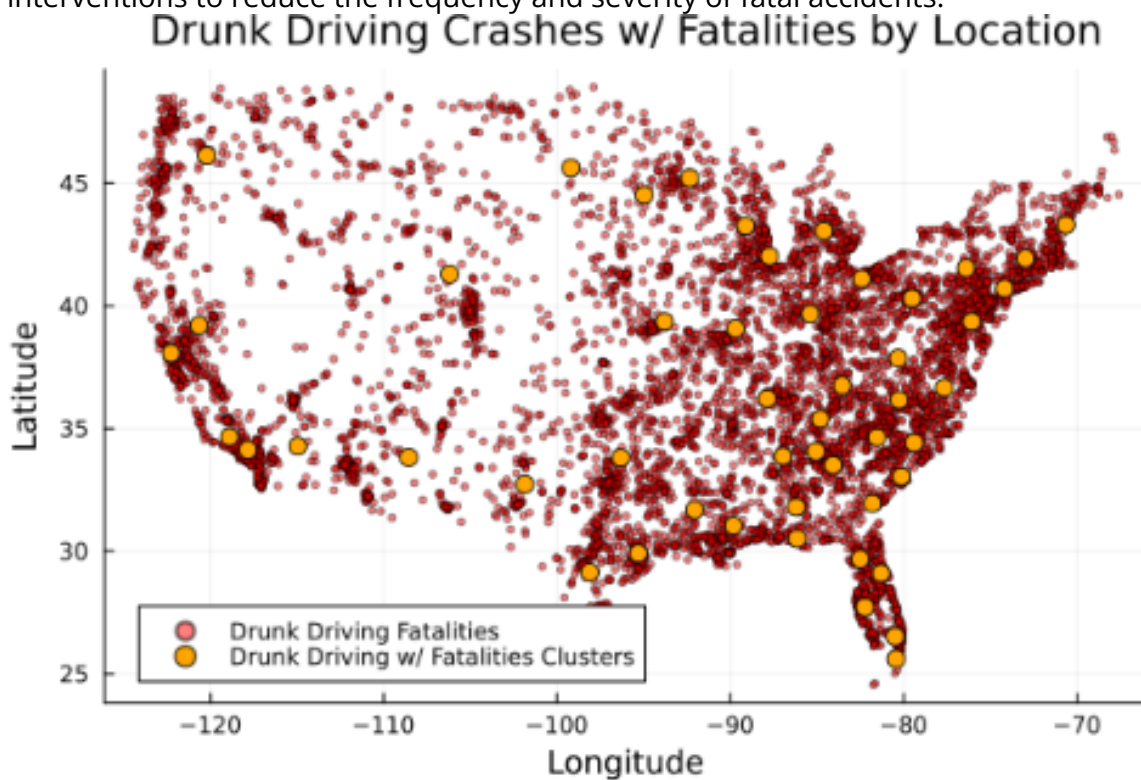 interventions to reduce the frequency and severity of fatal accidents.
Drunk Driving Crashes w/ Fatalities by Location
Latitude
45
40
35
30
25
Drunk Driving Fatalities
Drunk Driving w/ Fatalities Clusters
−120
−110
−100
−90
−80
−70
Longitude